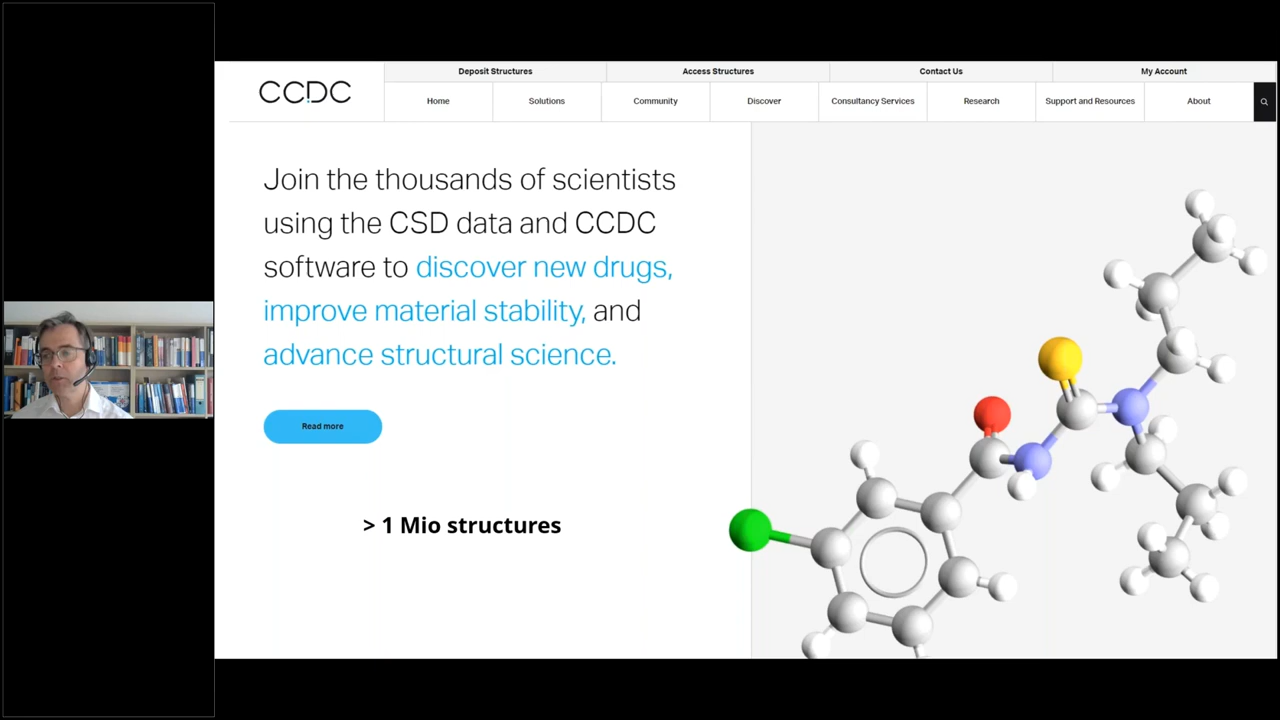 Deposit Structures
Access Structures
Contact Us
My Account
CCDC
Home
Solutions
Community
Discover
Consultancy Services
Research
Support and Resources
About
Join the thousands of scientists
using the CSD data and CCDC
software to discover new drugs,
improve material stability, and
advance structural science.
Read more
> 1 Mio structures